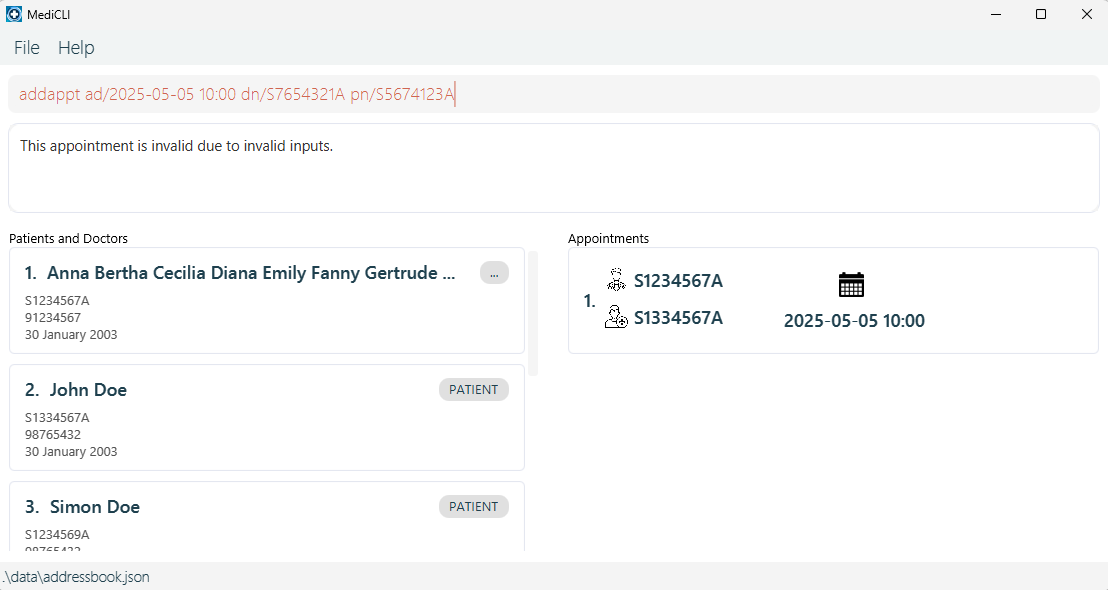 MediCLI
File Help
addappt ad/2025-05-05 10:00 dn/S7654321A pn/S5674123A
This appointment is invalid due to invalid inputs.
Patients and Doctors
1. Anna Bertha Cecilia Diana Emily Fanny Gertrude ...
...
S1234567A
91234567
30 January 2003
2. John Doe
PATIENT
S1334567A
98765432
30 January 2003
3. Simon Doe
PATIENT
S1234569A
98765432
Appointments
1.
S1234567A
S1334567A
2025-05-05 10:00
.\data\addressbook.json